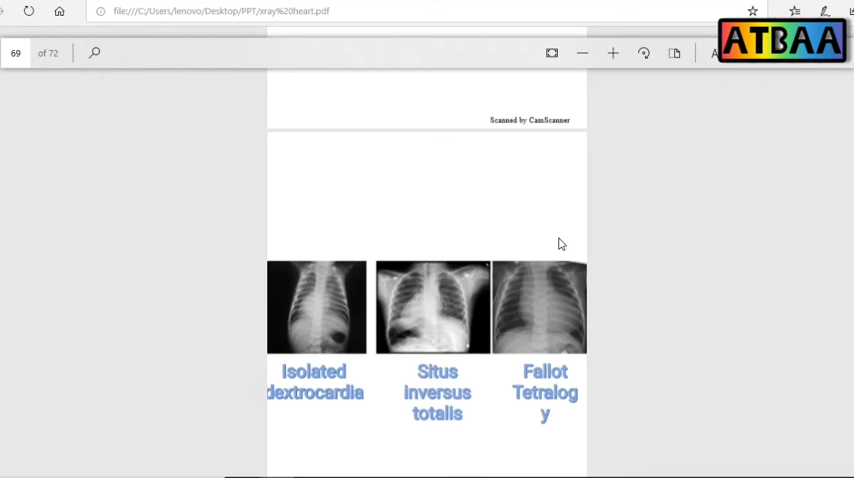 file:///C:/Users/lenovo/Desktop/PPT/xray%20heart.pdf
ATBAA
69 of 72
Scanned by CamScanner
Isolated
dextrocardia
Situs
inversus
totalis
Fallot
Tetralog
y